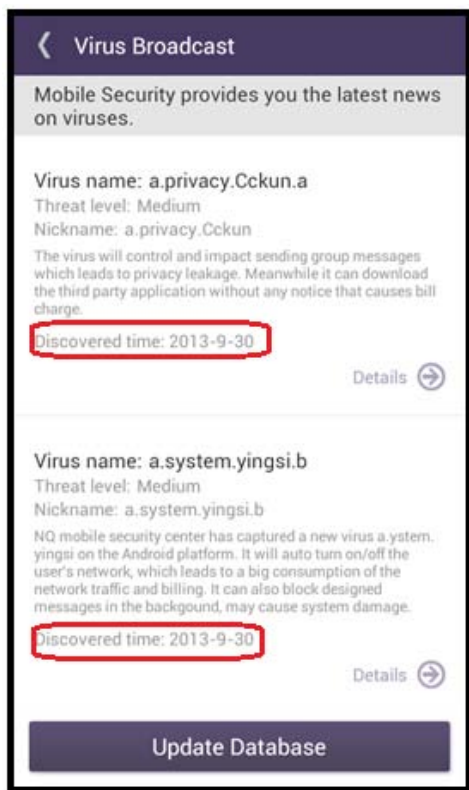 Virus Broadcast
Mobile Security provides you the latest news
on viruses.
Virus name: a.privacy.Cckun.a
Threat level: Medium
Nickname: a.privacy.Cckun
The virus will control and impact sending group messages
which leads to privacy leakage. Meanwhile it can download
the third party application without any notice that causes bill
charge.
Discovered time: 2013-9-30
Details
Virus name: a.system.yingsi.b
Threat level: Medium
Nickname: a.system.yingsi.b
NQ mobile security center has captured a new virus a.ystem.
yingsi on the Android platform. It will auto turn on/off the
user's network, which leads to a big consumption of the
network traffic and billing. It can also block designed
messages in the backgound, may cause system damage.
Discovered time: 2013-9-30
Details
Update Database